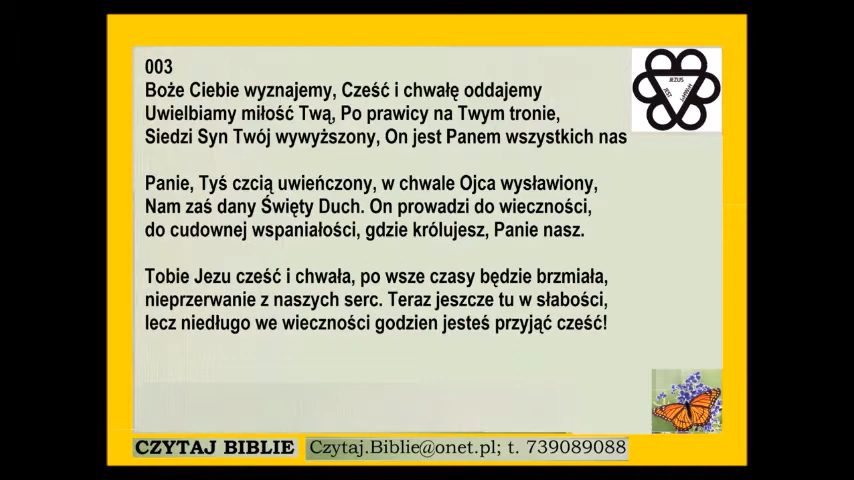 003
Boże Ciebie wyznajemy, Cześć i chwałę oddajemy
Uwielbiamy miłość Twą, Po prawicy na Twym tronie,
Siedzi Syn Twój wywyższony, On jest Panem wszystkich nas
Panie, Tyś czcią uwieńczony, w chwale Ojca wysławiony,
Nam zaś dany Święty Duch. On prowadzi do wieczności,
do cudownej wspaniałości, gdzie królujesz, Panie nasz.
Tobie Jezu cześć i chwała, po wsze czasy będzie brzmiała,
nieprzerwanie z naszych serc. Teraz jeszcze tu w słabości,
lecz niedługo we wieczności godzien jesteś przyjąć cześć!
JEZUS
JEST
CZYTAJ BIBLIE
Czytaj.Biblie@onet.pl; t. 739089088